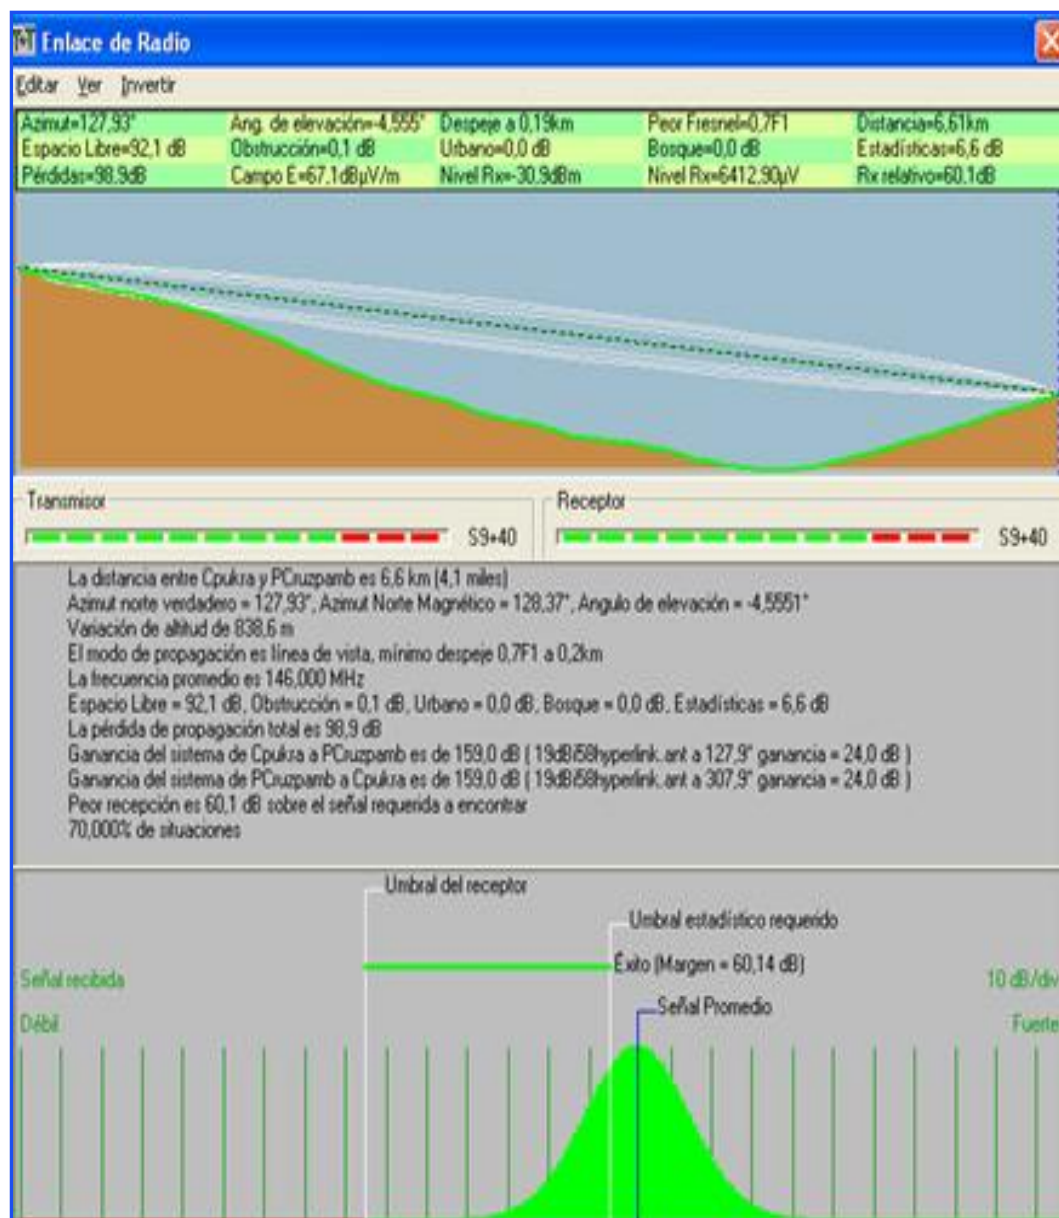 Enlace de Radio
Editar Ver Invertir
Azimut=127,93° Ang. de elevación=-4,555° Despeje a 0,19km Peor Fresnel=0,7F1 Distancia=6,61km
Espacio Libre=92,1 dB Obstrucción=0,1 dB Urbano=0,0 dB Bosque=0,0 dB Estadísticas=6,6 dB
Pérdidas=98,9dB Campo E=67,1dBµV/m Nivel Rx=-30,9dBm Nivel Rx=6412,90µV Rx relativo=60,1dB
Transmisor Receptor
S9+40 S9+40
La distancia entre Cpukra y PCruzpamb es 6,6 km (4,1 miles)
Azimut norte verdadero = 127,93°, Azimut Norte Magnético = 128,37°, Angulo de elevación = -4,5551°
Variación de altitud de 838,6 m
El modo de propagación es línea de vista, mínimo despeje 0,7F1 a 0,2km
La frecuencia promedio es 146,000 MHz
Espacio Libre = 92,1 dB, Obstrucción = 0,1 dB, Urbano = 0,0 dB, Bosque = 0,0 dB, Estadísticas = 6,6 dB
La pérdida de propagación total es 98,9 dB
Ganancia del sistema de Cpukra a PCruzpamb es de 159,0 dB ( 19dBi58hyperlink.ant a 127,9° ganancia = 24,0 dB )
Ganancia del sistema de PCruzpamb a Cpukra es de 159,0 dB ( 19dBi58hyperlink.ant a 307,9° ganancia = 24,0 dB )
Peor recepción es 60,1 dB sobre el señal requerida a encontrar
70,000% de situaciones
Umbral del receptor
Umbral estadístico requerido
Éxito (Margen = 60,14 dB)
Señal recibida 10 dB/div
Señal Promedio
Débil Fuerte